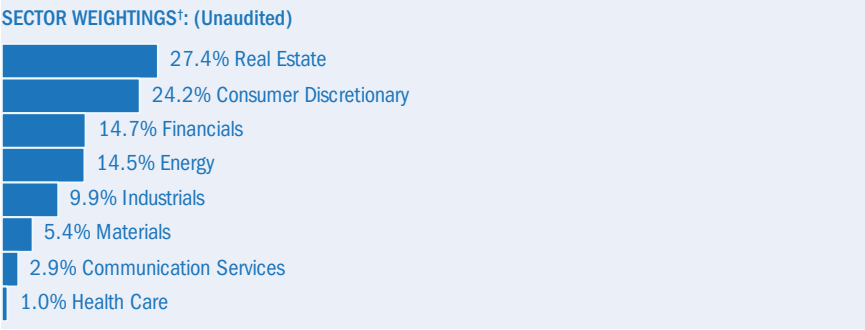 SECTOR WEIGHTINGS†: (Unaudited)
27.4% Real Estate
24.2% Consumer Discretionary
14.7% Financials
14.5% Energy
9.9% Industrials
5.4% Materials
2.9% Communication Services
1.0% Health Care